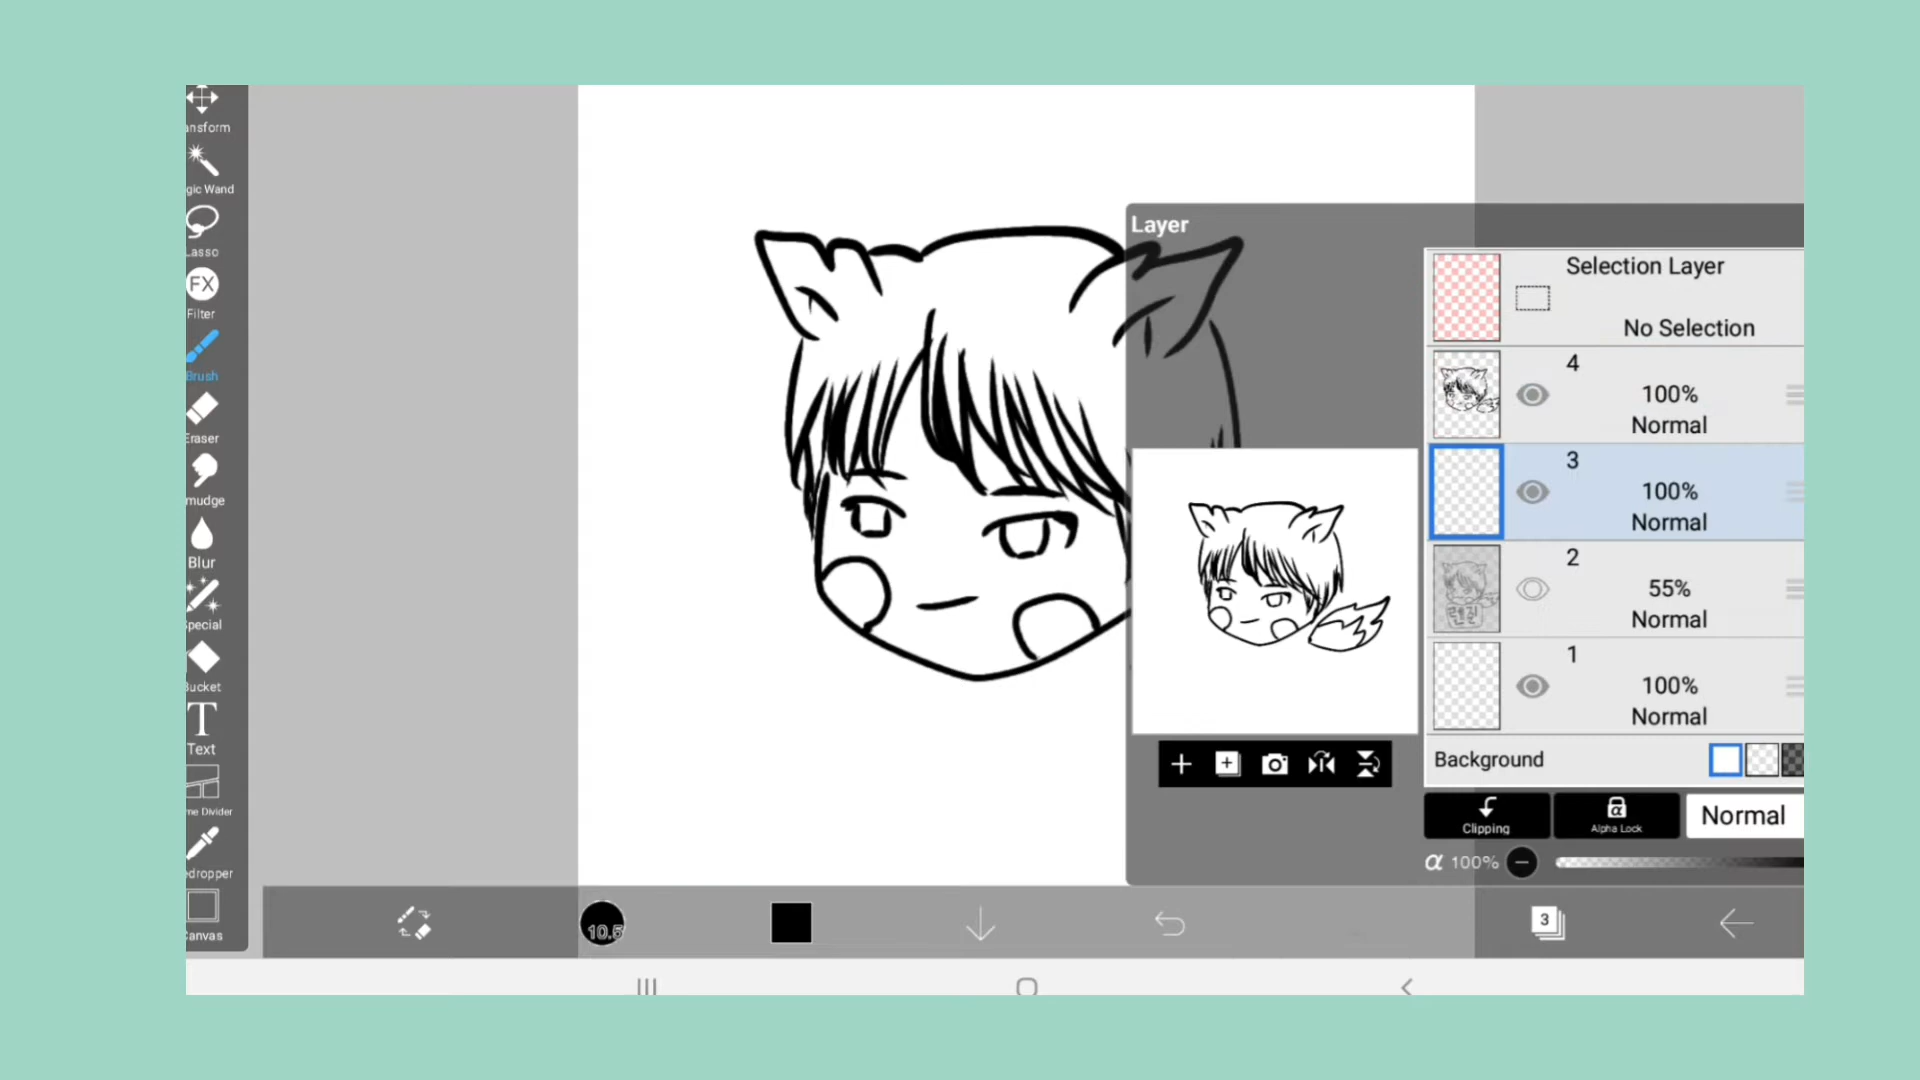 ansform
gic Wand
Lasso
FX
Filter
Brush
Eraser
mudge
Blur
Special
Bucket
T
Text
me Divider
edropper
Canvas
Layer
Selection Layer
No Selection
4
100%
Normal
3
100%
Normal
2
55%
Normal
1
100%
Normal
Background
Clipping
α
Alpha Lock
Normal
α 100%
10.5
3